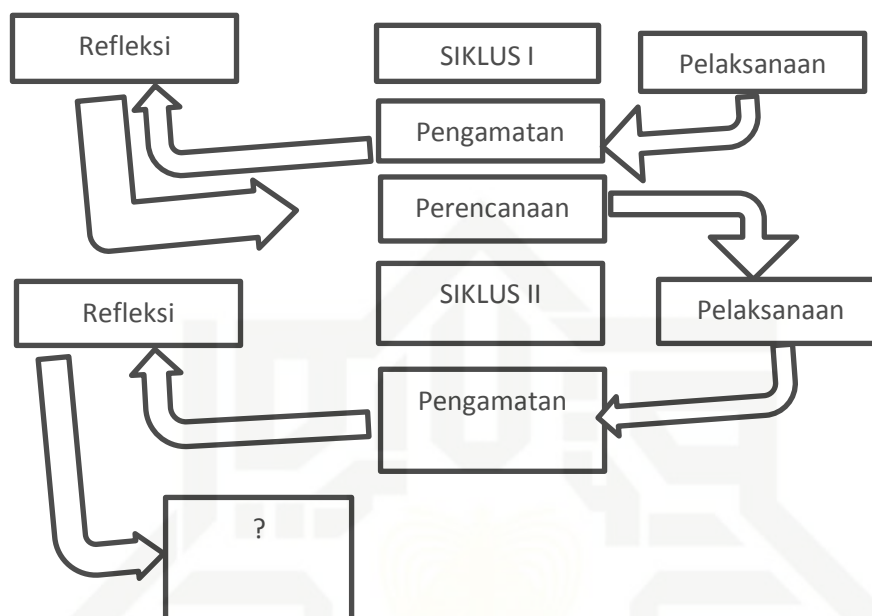 Refleksi
SIKLUS I
Pelaksanaan
Pengamatan
Perencanaan
Refleksi
SIKLUS II
Pelaksanaan
Pengamatan
?